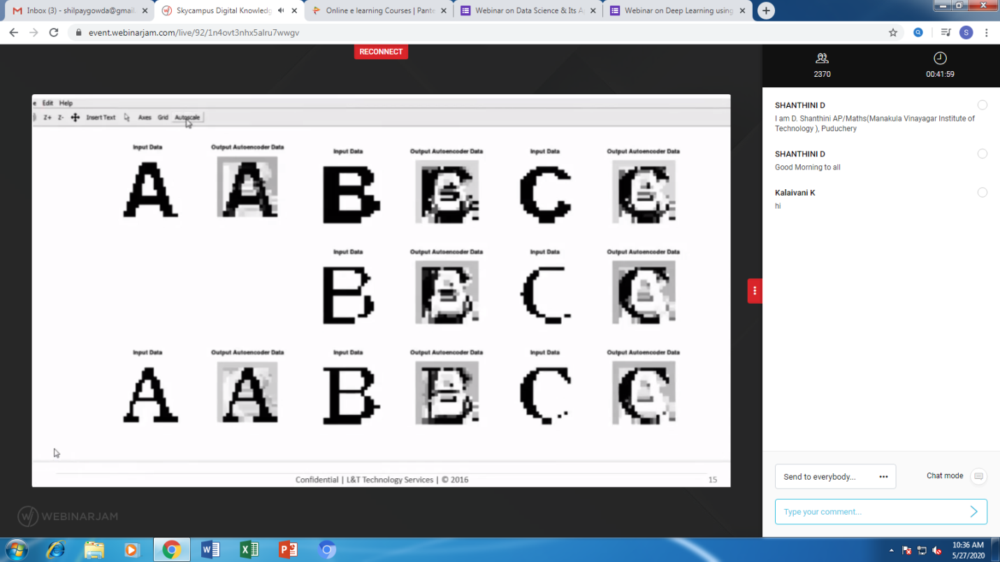 Inbox (3) - shilpaygowda@gmail.
Skycampus Digital Knowledg
Online e learning Courses | Pante
Webinar on Data Science & Its A
Webinar on Deep Learning using
event.webinarjam.com/live/92/1n4ovt3nhx5alru7wwgv
S
RECONNECT
2370
00:41:59
e Edit Help
Z+ Z- Insert Text Axes Grid Autoscale
Input Data Output Autoencoder Data Input Data Output Autoencoder Data Input Data Output Autoencoder Data
A A B B C C
Input Data Output Autoencoder Data Input Data Output Autoencoder Data
B B C C
Input Data Output Autoencoder Data Input Data Output Autoencoder Data Input Data Output Autoencoder Data
A A B B C C
Confidential | L&T Technology Services | © 2016
15
WEBINARJAM
SHANTHINI D
I am D. Shanthini AP/Maths(Manakula Vinayagar Institute of
Technology ), Puduchery
SHANTHINI D
Good Morning to all
Kalaivani K
hi
Send to everybody...
Chat mode
Type your comment...
10:36 AM
5/27/2020